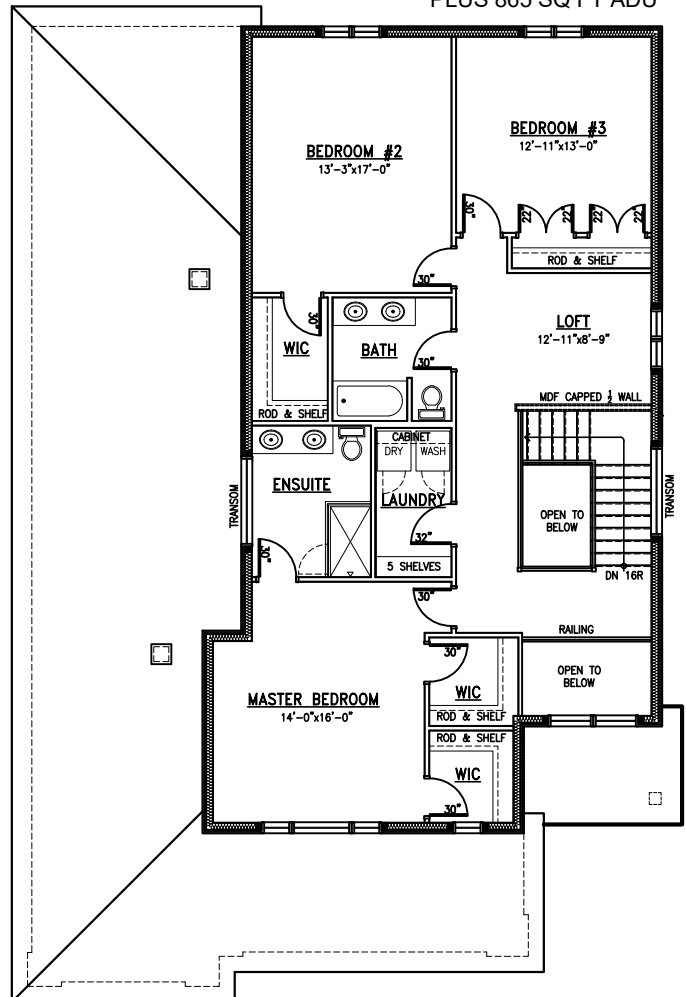 PLUS 865 SQ FT ADU
BEDROOM #2
13'-3"x17'-0"
BEDROOM #3
12'-11"x13'-0"
30"
22"
22"
22"
22"
ROD & SHELF
30"
LOFT
12'-11"x8'-9"
30"
WIC
ROD & SHELF
BATH
30"
MDF CAPPED ½ WALL
CABINET
DRY
WASH
LAUNDRY
32"
5 SHELVES
ENSUITE
30"
TRANSOM
OPEN TO
BELOW
TRANSOM
DN 16R
30"
RAILING
OPEN TO
BELOW
MASTER BEDROOM
14'-0"x16'-0"
30"
WIC
ROD & SHELF
ROD & SHELF
WIC
30"